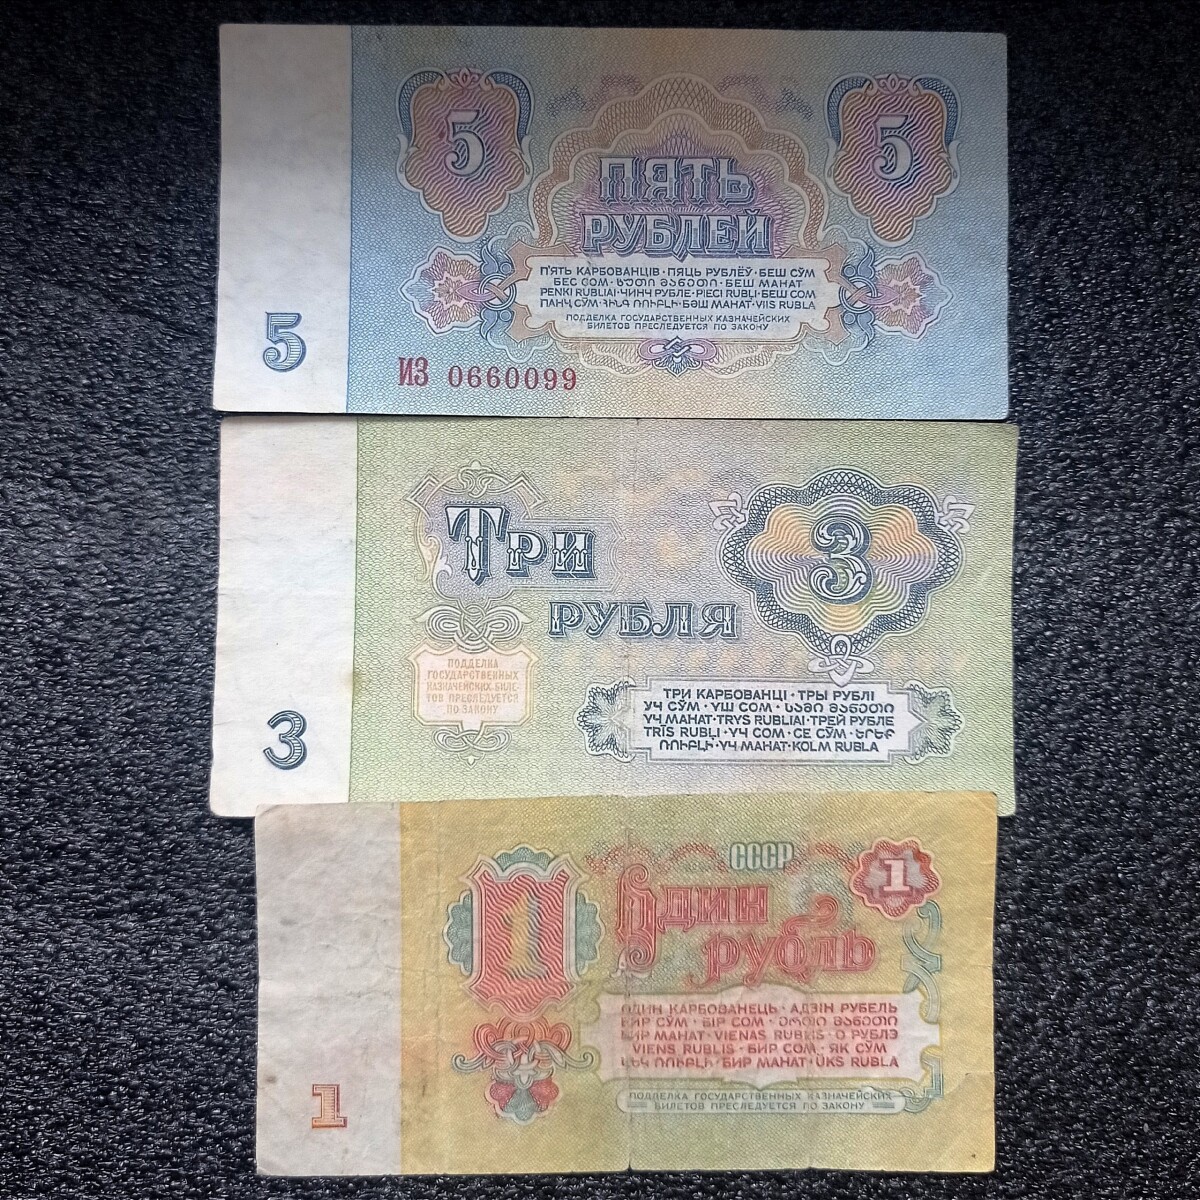 5
5
ПЯТЬ
РУБЛЕЙ
П'ЯТЬ КАРБОВАНЦІВ · ПЯЦЬ РУБЛЁЎ · БЕШ СЎМ
БЕС СОМ · ᲮᲣᲗᲘ ᲛᲐᲜᲔᲗᲘ · БЕШ МАНАТ
PENKI RUBLIAI · ЧИНЧ РУБЛЕ · PIECI RUBĻI · БЕШ СОМ
ПАНҶ СЎМ · ՀԻՆԳ ՌՈՒԲԼԻ · БӘШ МАНАТ · VIIS RUBLA
ПОДДЕЛКА ГОСУДАРСТВЕННЫХ КАЗНАЧЕЙСКИХ
БИЛЕТОВ ПРЕСЛЕДУЕТСЯ ПО ЗАКОНУ
5
ИЗ 0660099
ТРИ
РУБЛЯ
3
ПОДДЕЛКА
ГОСУДАРСТВЕННЫХ
КАЗНАЧЕЙСКИХ БИЛЕ-
ТОВ ПРЕСЛЕДУЕТСЯ
ПО ЗАКОНУ
ТРИ КАРБОВАНЦІ · ТРЫ РУБЛІ
УЧ СЎМ · ҮШ СОМ · ᲡᲐᲛᲘ ᲛᲐᲜᲔᲗᲘ
ҮЧ МАНАТ · TRYS RUBLIAI · ТРЕЙ РУБЛЕ
TRĪS RUBĻI · ҮЧ СОМ · СЕ СЎМ · ԵՐԵՔ
ՌՈՒԲԼԻ · ҮЧ МАНАТ · KOLM RUBLA
3
СССР
1
1
Один
рубль
ОДИН КАРБОВАНЕЦЬ · АДЗІН РУБЕЛЬ
БИР СЎМ · БІР СОМ · ᲔᲠᲗᲘ ᲛᲐᲜᲔᲗᲘ
БИР МАНАТ · VIENAS RUBLIS · О РУБЛЭ
VIENS RUBLIS · БИР СОМ · ЯК СЎМ
ՄԵԿ ՌՈՒԲԼԻ · БИР МАНАТ · ÜKS RUBLA
ПОДДЕЛКА ГОСУДАРСТВЕННЫХ КАЗНАЧЕЙСКИХ
БИЛЕТОВ ПРЕСЛЕДУЕТСЯ ПО ЗАКОНУ
1